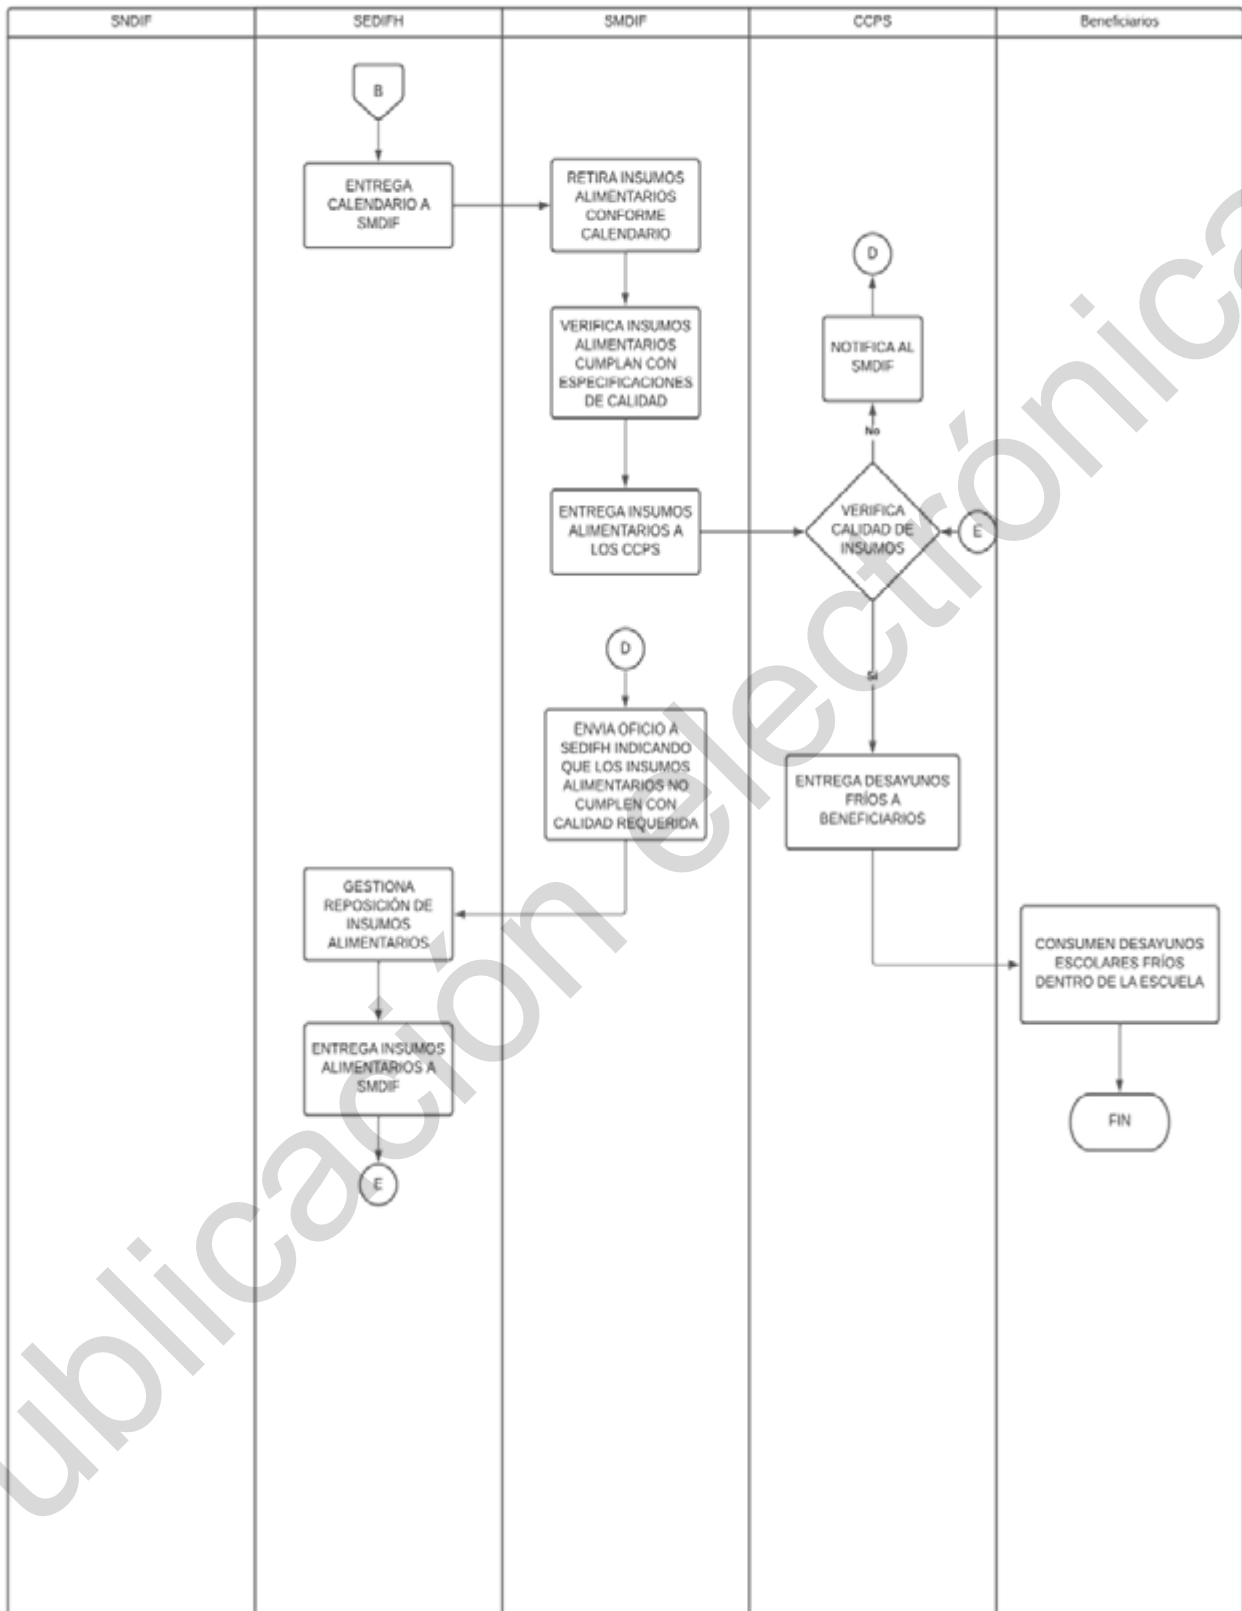 SNDIF
SEDIFH
SMDIF
CCPS
Beneficiarios
B
ENTREGA
CALENDARIO A
SMDIF
RETIRA INSUMOS
ALIMENTARIOS
CONFORME
CALENDARIO
VERIFICA INSUMOS
ALIMENTARIOS
CUMPLAN CON
ESPECIFICACIONES
DE CALIDAD
ENTREGA INSUMOS
ALIMENTARIOS A
LOS CCPS
D
NOTIFICA AL
SMDIF
No
VERIFICA
CALIDAD DE
INSUMOS
E
Sí
ENTREGA DESAYUNOS
FRÍOS A
BENEFICIARIOS
D
ENVIA OFICIO A
SEDIFH INDICANDO
QUE LOS INSUMOS
ALIMENTARIOS NO
CUMPLEN CON
CALIDAD REQUERIDA
GESTIONA
REPOSICIÓN DE
INSUMOS
ALIMENTARIOS
ENTREGA INSUMOS
ALIMENTARIOS A
SMDIF
E
CONSUMEN DESAYUNOS
ESCOLARES FRÍOS
DENTRO DE LA ESCUELA
FIN
ublicación electrónica